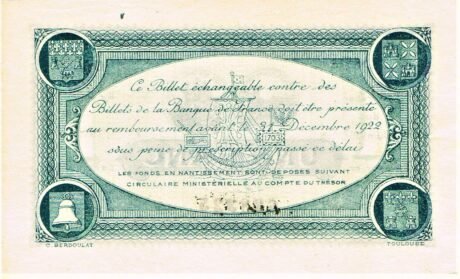 Ce Billet échangeable contre des
Billets de la Banque de France doit être présenté
au remboursement avant 31 Décembre 1922
sous peine de prescription passé ce délai
LES FONDS EN NANTISSEMENT SONT DEPOSES SUIVANT
CIRCULAIRE MINISTÉRIELLE AU COMPTE DU TRÉSOR
C. BERDOULAT
TOULOUSE